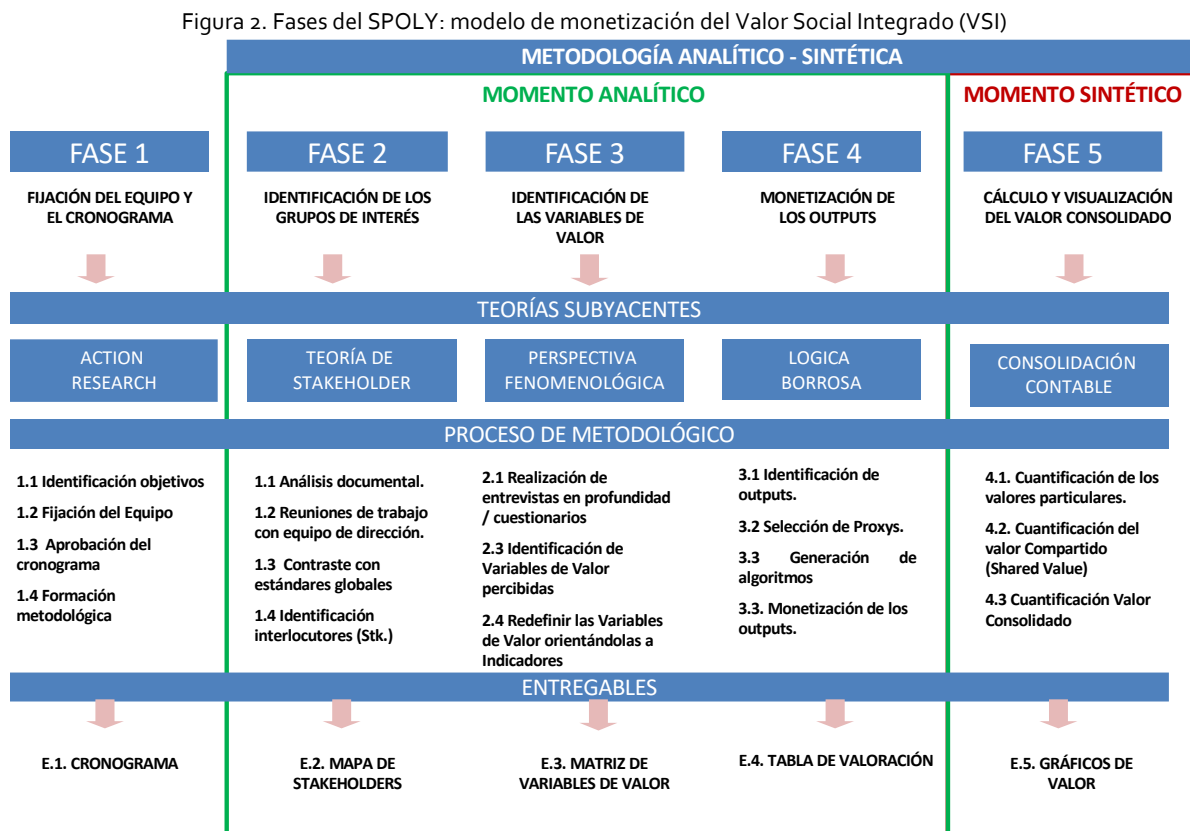 Figura 2. Fases del SPOLY: modelo de monetización del Valor Social Integrado (VSI)
METODOLOGÍA ANALÍTICO - SINTÉTICA
MOMENTO ANALÍTICO
MOMENTO SINTÉTICO
FASE 1
FASE 2
FASE 3
FASE 4
FASE 5
FIJACIÓN DEL EQUIPO Y
EL CRONOGRAMA
IDENTIFICACIÓN DE LOS
GRUPOS DE INTERÉS
IDENTIFICACIÓN DE
LAS VARIABLES DE
VALOR
MONETIZACIÓN DE
LOS OUTPUTS
CÁLCULO Y VISUALIZACIÓN
DEL VALOR CONSOLIDADO
TEORÍAS SUBYACENTES
ACTION
RESEARCH
TEORÍA DE
STAKEHOLDER
PERSPECTIVA
FENOMENOLÓGICA
LOGICA
BORROSA
CONSOLIDACIÓN
CONTABLE
PROCESO DE METODOLÓGICO
1.1 Identificación objetivos
1.2 Fijación del Equipo
1.3 Aprobación del
cronograma
1.4 Formación
metodológica
1.1 Análisis documental.
1.2 Reuniones de trabajo
con equipo de dirección.
1.3 Contraste con
estándares globales
1.4 Identificación
interlocutores (Stk.)
2.1 Realización de
entrevistas en profundidad
/ cuestionarios
2.3 Identificación de
Variables de Valor
percibidas
2.4 Redefinir las Variables
de Valor orientándolas a
Indicadores
3.1 Identificación de
outputs.
3.2 Selección de Proxys.
3.3 Generación de
algoritmos
3.3. Monetización de los
outputs.
4.1. Cuantificación de los
valores particulares.
4.2. Cuantificación del
valor Compartido
(Shared Value)
4.3 Cuantificación Valor
Consolidado
ENTREGABLES
E.1. CRONOGRAMA
E.2. MAPA DE
STAKEHOLDERS
E.3. MATRIZ DE
VARIABLES DE VALOR
E.4. TABLA DE VALORACIÓN
E.5. GRÁFICOS DE
VALOR